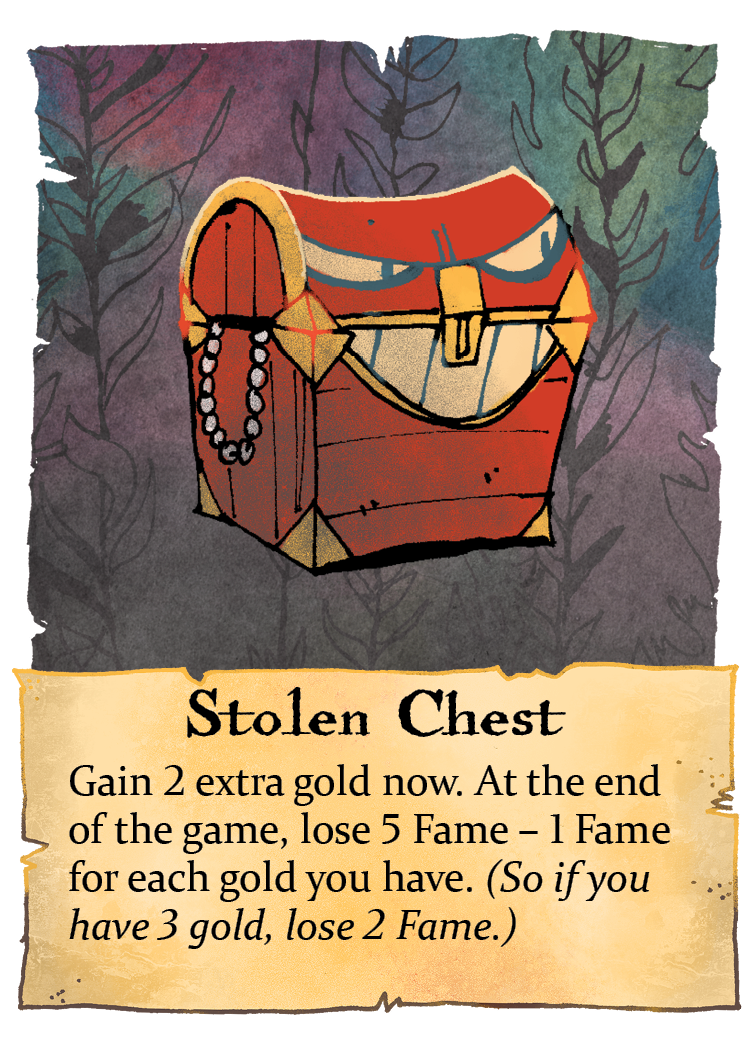 Stolen Chest
Gain 2 extra gold now. At the end
of the game, lose 5 Fame – 1 Fame
for each gold you have. (So if you
have 3 gold, lose 2 Fame.)